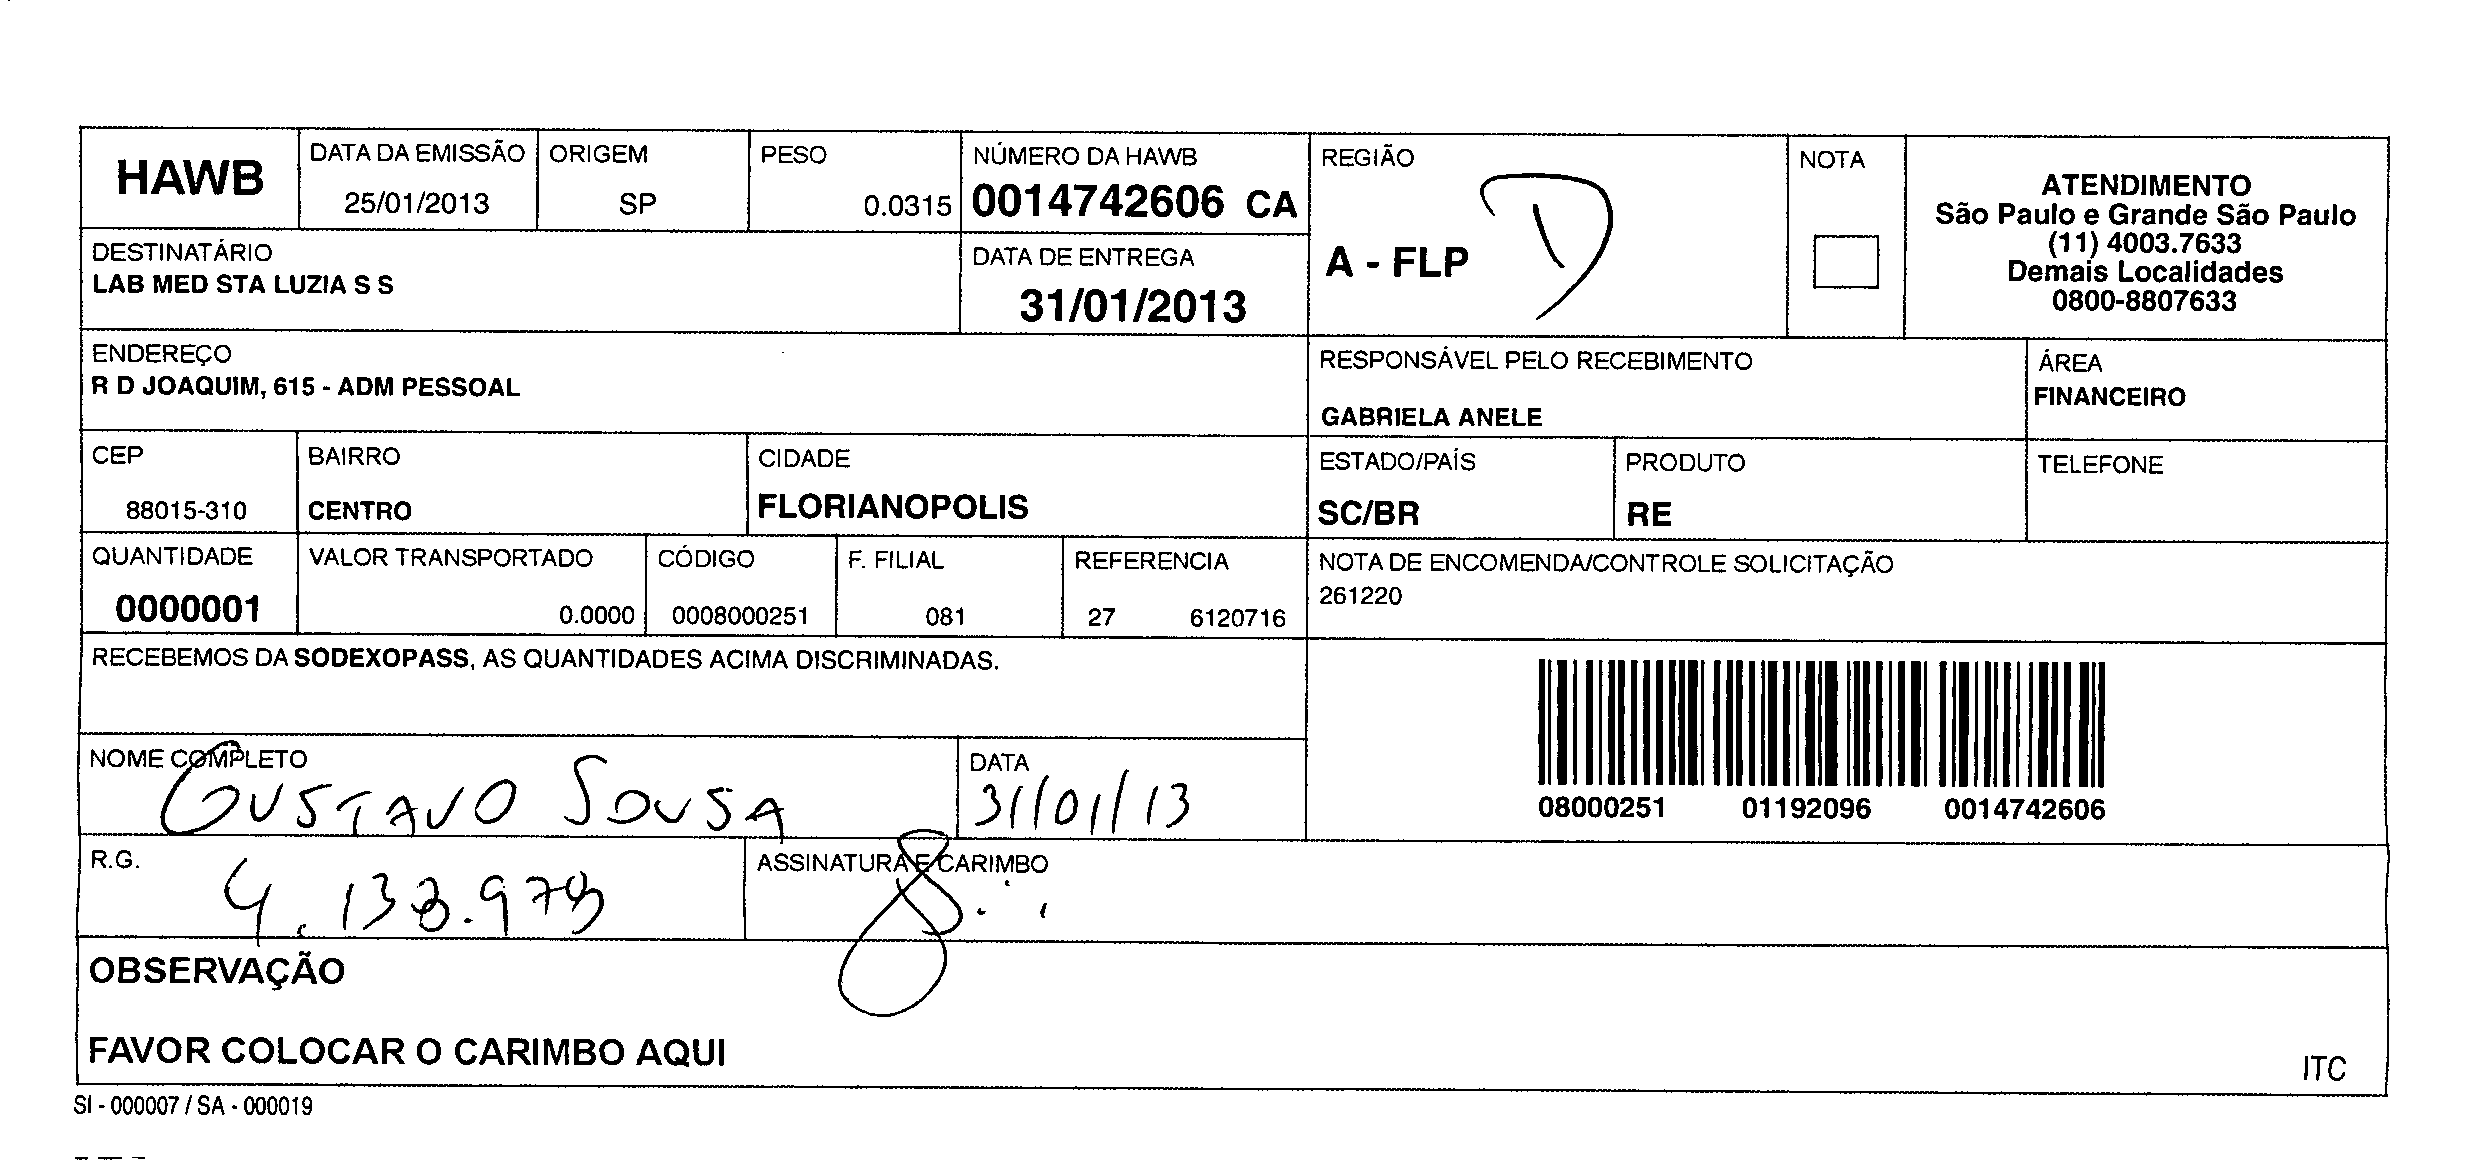 HAWB
DATA DA EMISSÃO
25/01/2013
ORIGEM
SP
PESO
0.0315
NÚMERO DA HAWB
0014742606 CA
REGIÃO
A - FLP
D
NOTA
ATENDIMENTO
São Paulo e Grande São Paulo
(11) 4003.7633
Demais Localidades
0800-8807633
DESTINATÁRIO
LAB MED STA LUZIA S S
DATA DE ENTREGA
31/01/2013
ENDEREÇO
R D JOAQUIM, 615 - ADM PESSOAL
RESPONSÁVEL PELO RECEBIMENTO
GABRIELA ANELE
ÁREA
FINANCEIRO
CEP
88015-310
BAIRRO
CENTRO
CIDADE
FLORIANOPOLIS
ESTADO/PAÍS
SC/BR
PRODUTO
RE
TELEFONE
QUANTIDADE
0000001
VALOR TRANSPORTADO
0.0000
CÓDIGO
0008000251
F. FILIAL
081
REFERENCIA
27 6120716
NOTA DE ENCOMENDA/CONTROLE SOLICITAÇÃO
261220
RECEBEMOS DA SODEXOPASS, AS QUANTIDADES ACIMA DISCRIMINADAS.
08000251 01192096 0014742606
NOME COMPLETO
GUSTAVO SOUSA
DATA
31/01/13
R.G.
ASSINATURA E CARIMBO
OBSERVAÇÃO
FAVOR COLOCAR O CARIMBO AQUI
ITC
SI - 000007 / SA - 000019